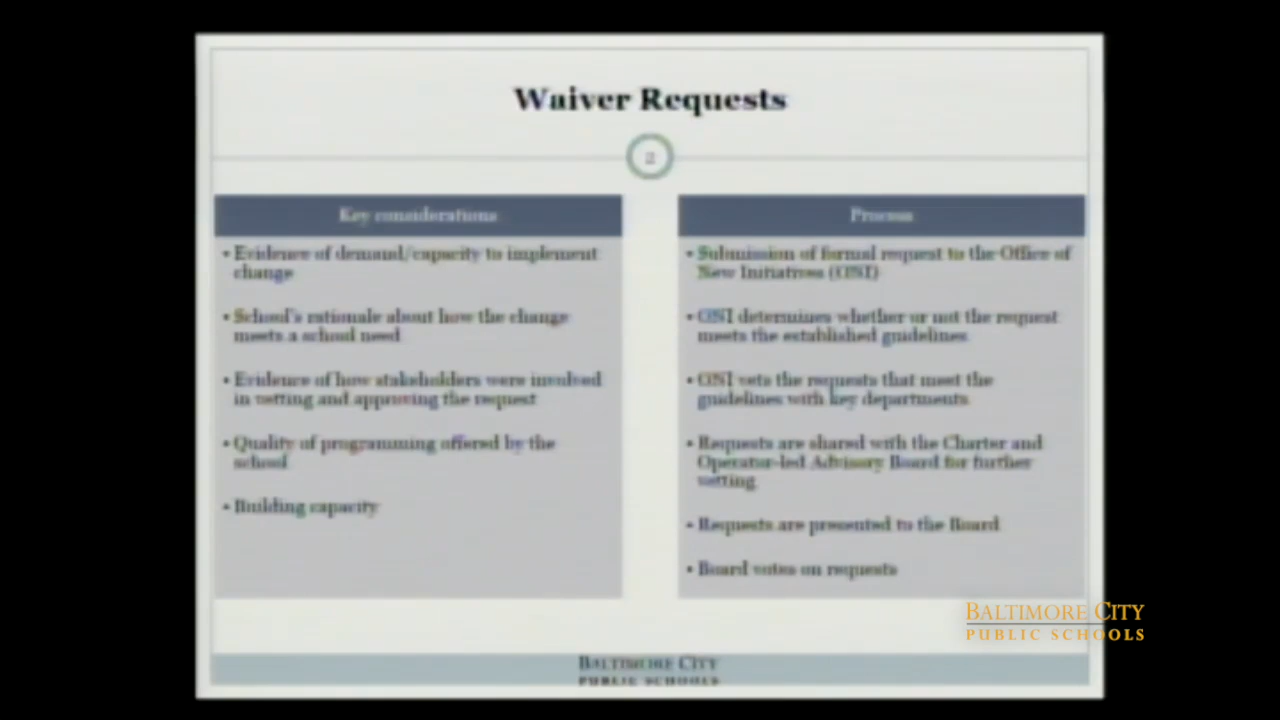 Waiver Requests
2
Key considerations
• Evidence of demand/capacity to implement
change
• School's rationale about how the change
meets a school need
• Evidence of how stakeholders were involved
in vetting and approving the request
• Quality of programming offered by the
school
• Building capacity
Process
• Submission of formal request to the Office of
New Initiatives (ONI)
• ONI determines whether or not the request
meets the established guidelines
• ONI vets the requests that meet the
guidelines with key departments
• Requests are shared with the Charter and
Operator-led Advisory Board for further
vetting
• Requests are presented to the Board
• Board votes on requests
BALTIMORE CITY
PUBLIC SCHOOLS
BALTIMORE CITY
PUBLIC SCHOOLS